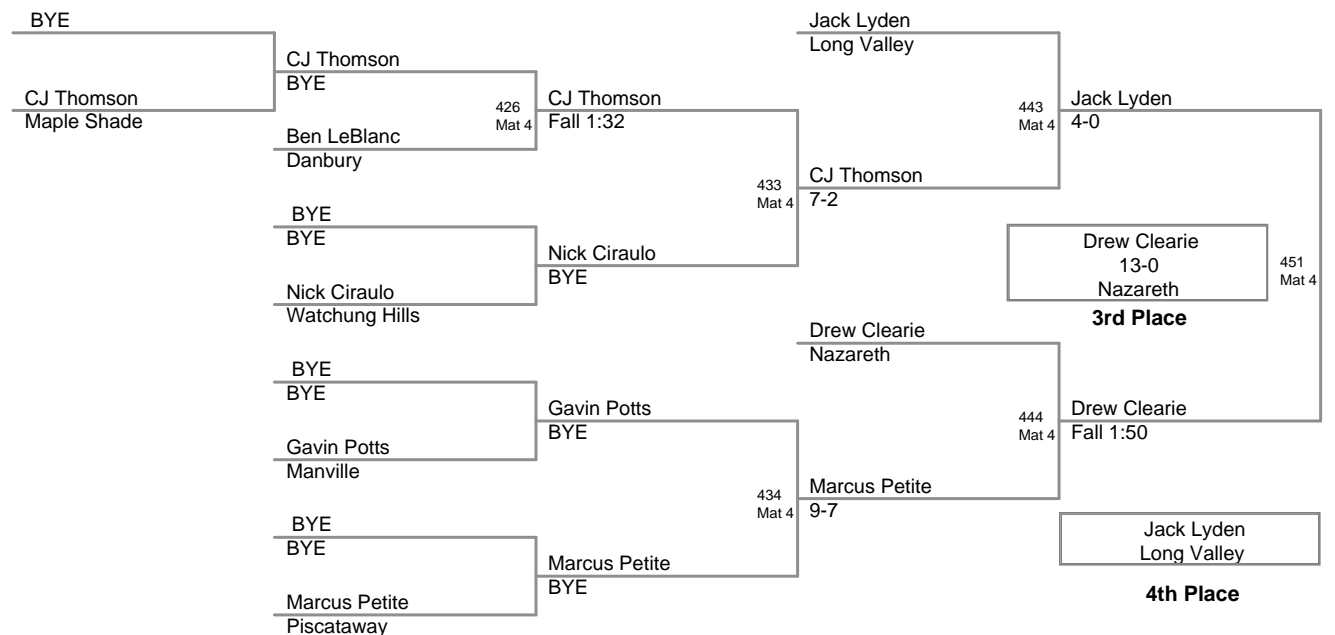 BYE
CJ Thomson
Maple Shade
CJ Thomson
BYE
Ben LeBlanc
Danbury
426
Mat 4
CJ Thomson
Fall 1:32
BYE
BYE
Nick Ciraulo
Watchung Hills
Nick Ciraulo
BYE
433
Mat 4
CJ Thomson
7-2
Jack Lyden
Long Valley
443
Mat 4
Jack Lyden
4-0
BYE
BYE
Gavin Potts
Manville
Gavin Potts
BYE
BYE
BYE
Marcus Petite
Piscataway
Marcus Petite
BYE
434
Mat 4
Marcus Petite
9-7
Drew Clearie
Nazareth
444
Mat 4
Drew Clearie
Fall 1:50
451
Mat 4
Drew Clearie
13-0
Nazareth
3rd Place
Jack Lyden
Long Valley
4th Place